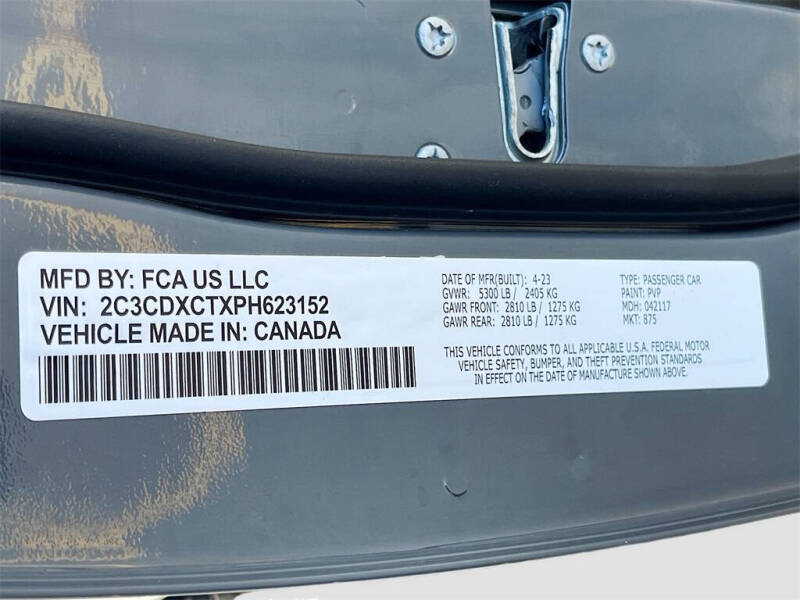 MFD BY: FCA US LLC
VIN: 2C3CDXCTXPH623152
VEHICLE MADE IN: CANADA
DATE OF MFR(BUILT): 4-23
GVWR: 5300 LB / 2405 KG
GAWR FRONT: 2810 LB / 1275 KG
GAWR REAR: 2810 LB / 1275 KG
TYPE: PASSENGER CAR
PAINT: PVP
MDH: 042117
MKT: 875
THIS VEHICLE CONFORMS TO ALL APPLICABLE U.S.A. FEDERAL MOTOR
VEHICLE SAFETY, BUMPER, AND THEFT PREVENTION STANDARDS
IN EFFECT ON THE DATE OF MANUFACTURE SHOWN ABOVE.